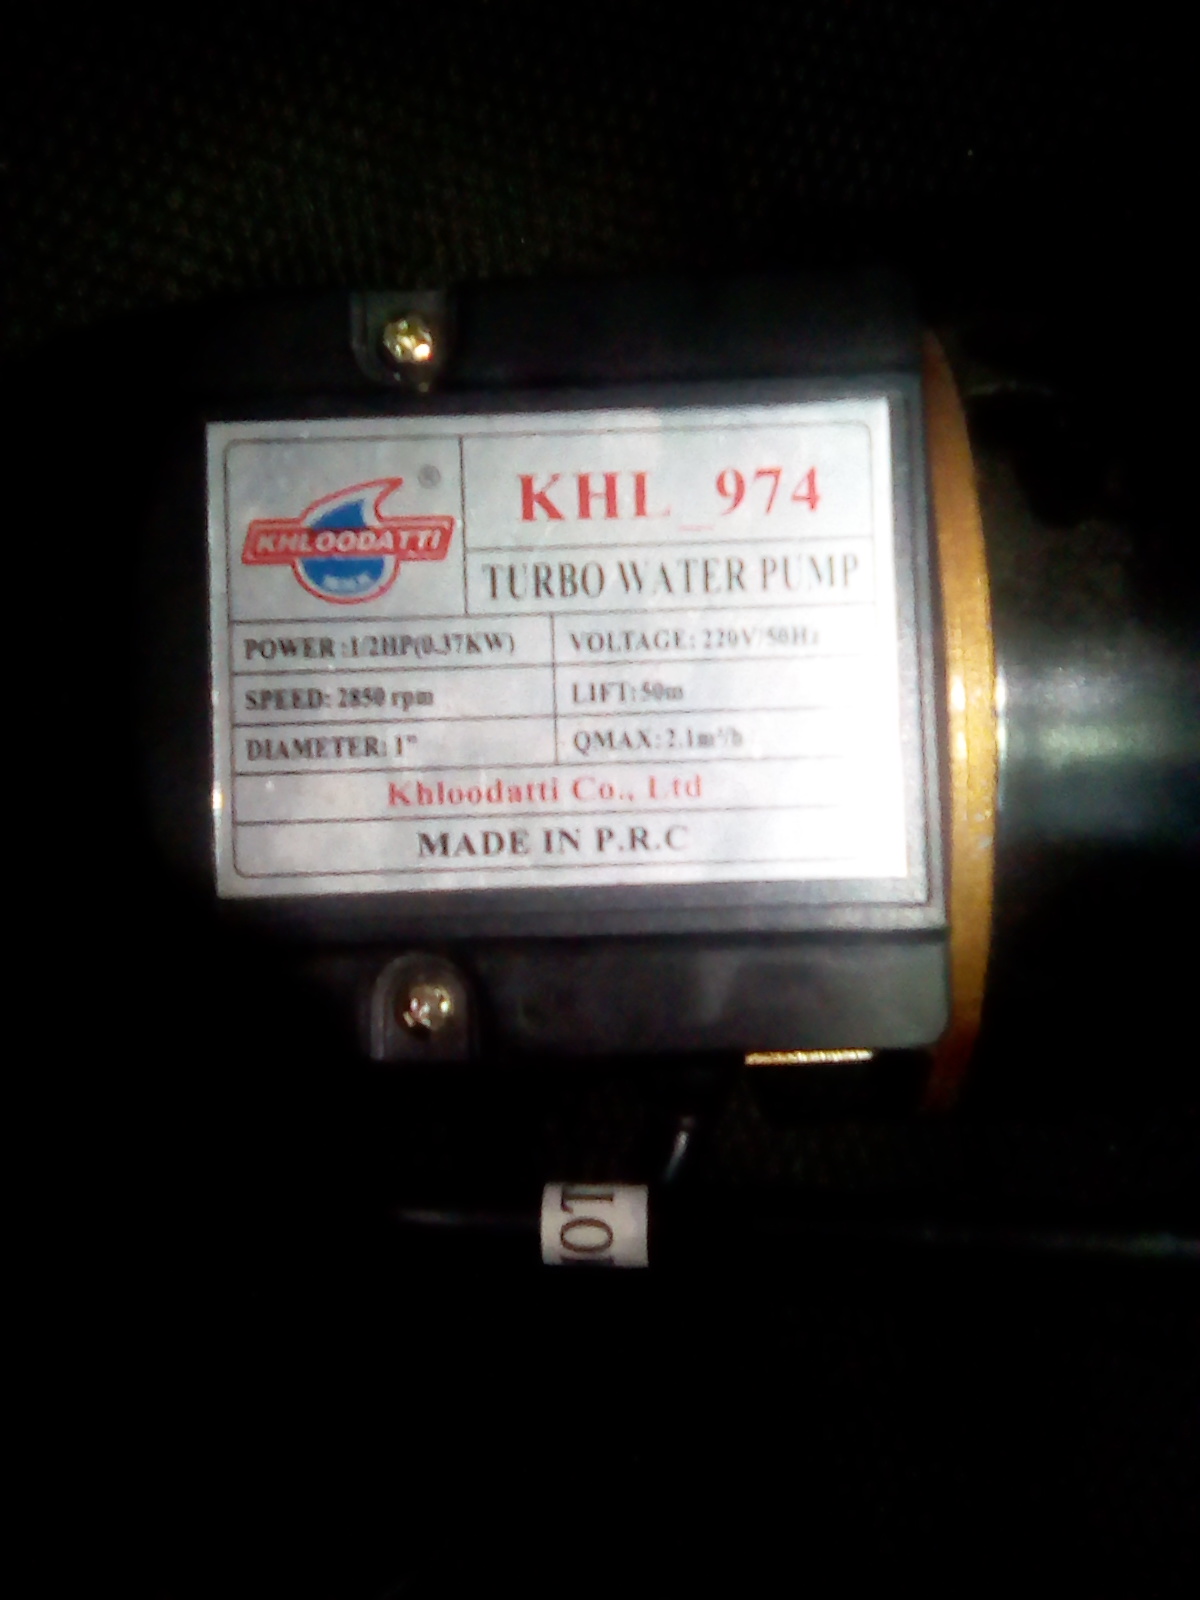 ®
KHLOODATTI
KHL_974
TURBO WATER PUMP
POWER:1/2HP(0.37KW) VOLTAGE: 220V/50Hz
SPEED: 2850 rpm LIFT:50m
DIAMETER: 1" QMAX:2.1m³/h
Khloodatti Co., Ltd
MADE IN P.R.C